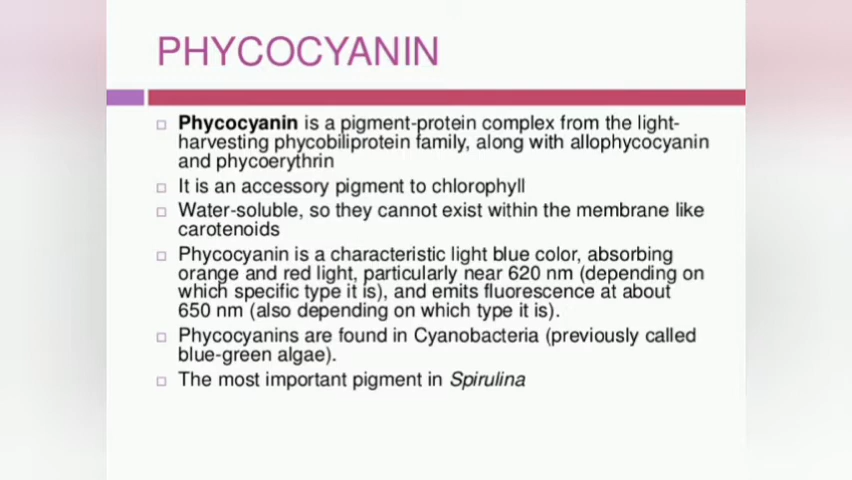 PHYCOCYANIN
Phycocyanin is a pigment-protein complex from the light-
harvesting phycobiliprotein family, along with allophycocyanin
and phycoerythrin
It is an accessory pigment to chlorophyll
Water-soluble, so they cannot exist within the membrane like
carotenoids
Phycocyanin is a characteristic light blue color, absorbing
orange and red light, particularly near 620 nm (depending on
which specific type it is), and emits fluorescence at about
650 nm (also depending on which type it is).
Phycocyanins are found in Cyanobacteria (previously called
blue-green algae).
The most important pigment in Spirulina